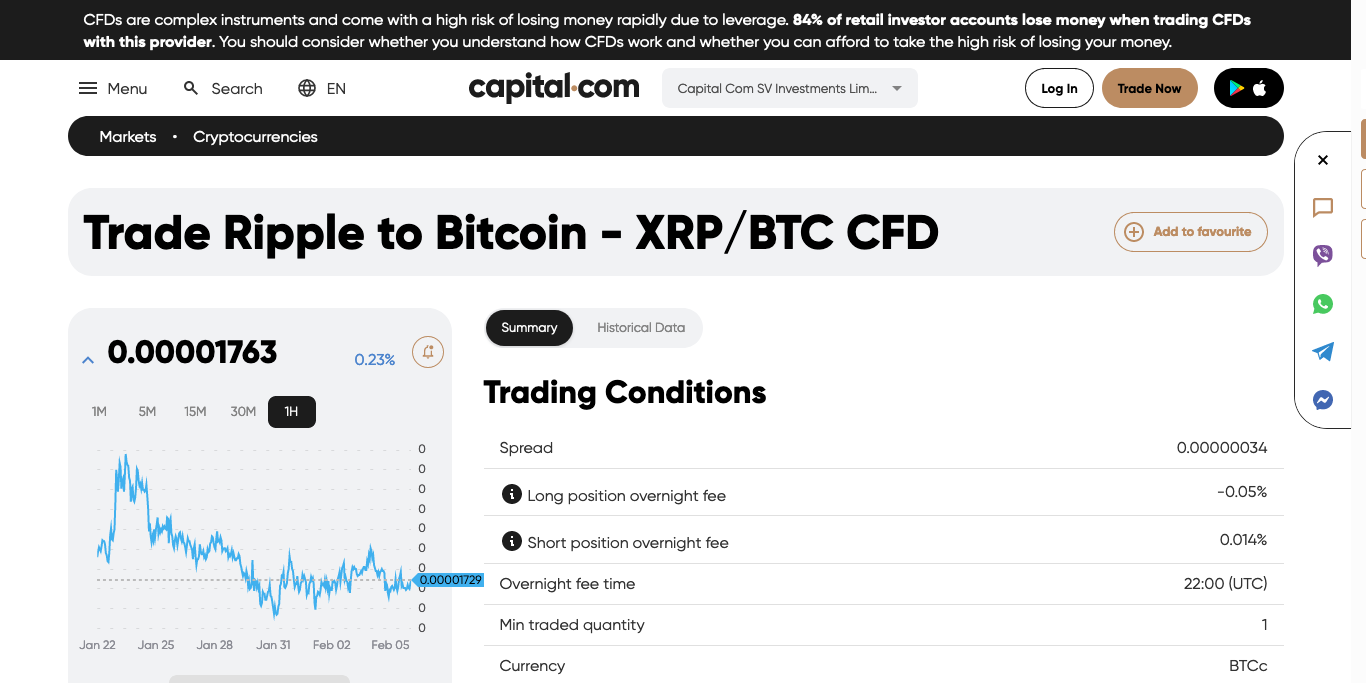 CFDs are complex instruments and come with a high risk of losing money rapidly due to leverage. 84% of retail investor accounts lose money when trading CFDs
with this provider. You should consider whether you understand how CFDs work and whether you can afford to take the high risk of losing your money.
Menu Search EN capital.com Capital Com SV Investments Lim... Log In Trade Now
Markets • Cryptocurrencies
Trade Ripple to Bitcoin - XRP/BTC CFD Add to favourite
0.00001763 0.23%
1M 5M 15M 30M 1H
0
0
0
0
0
0
0
0.00001729
0
0
0
Jan 22 Jan 25 Jan 28 Jan 31 Feb 02 Feb 05
Summary Historical Data
Trading Conditions
Spread 0.00000034
Long position overnight fee -0.05%
Short position overnight fee 0.014%
Overnight fee time 22:00 (UTC)
Min traded quantity 1
Currency BTCc